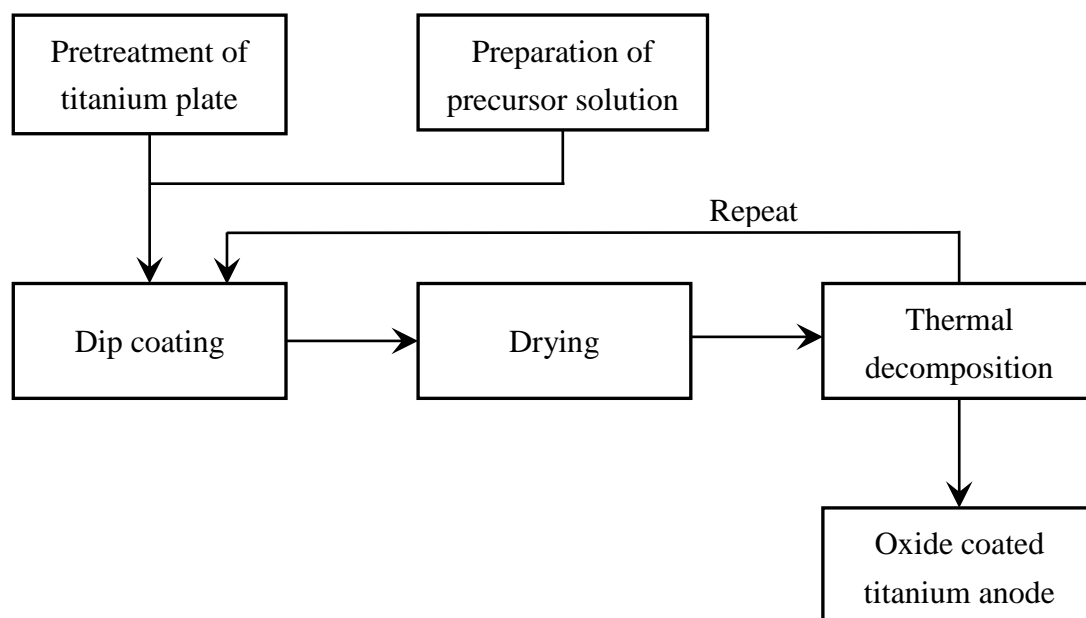 Pretreatment of
titanium plate
Preparation of
precursor solution
Repeat
Dip coating
Drying
Thermal
decomposition
Oxide coated
titanium anode